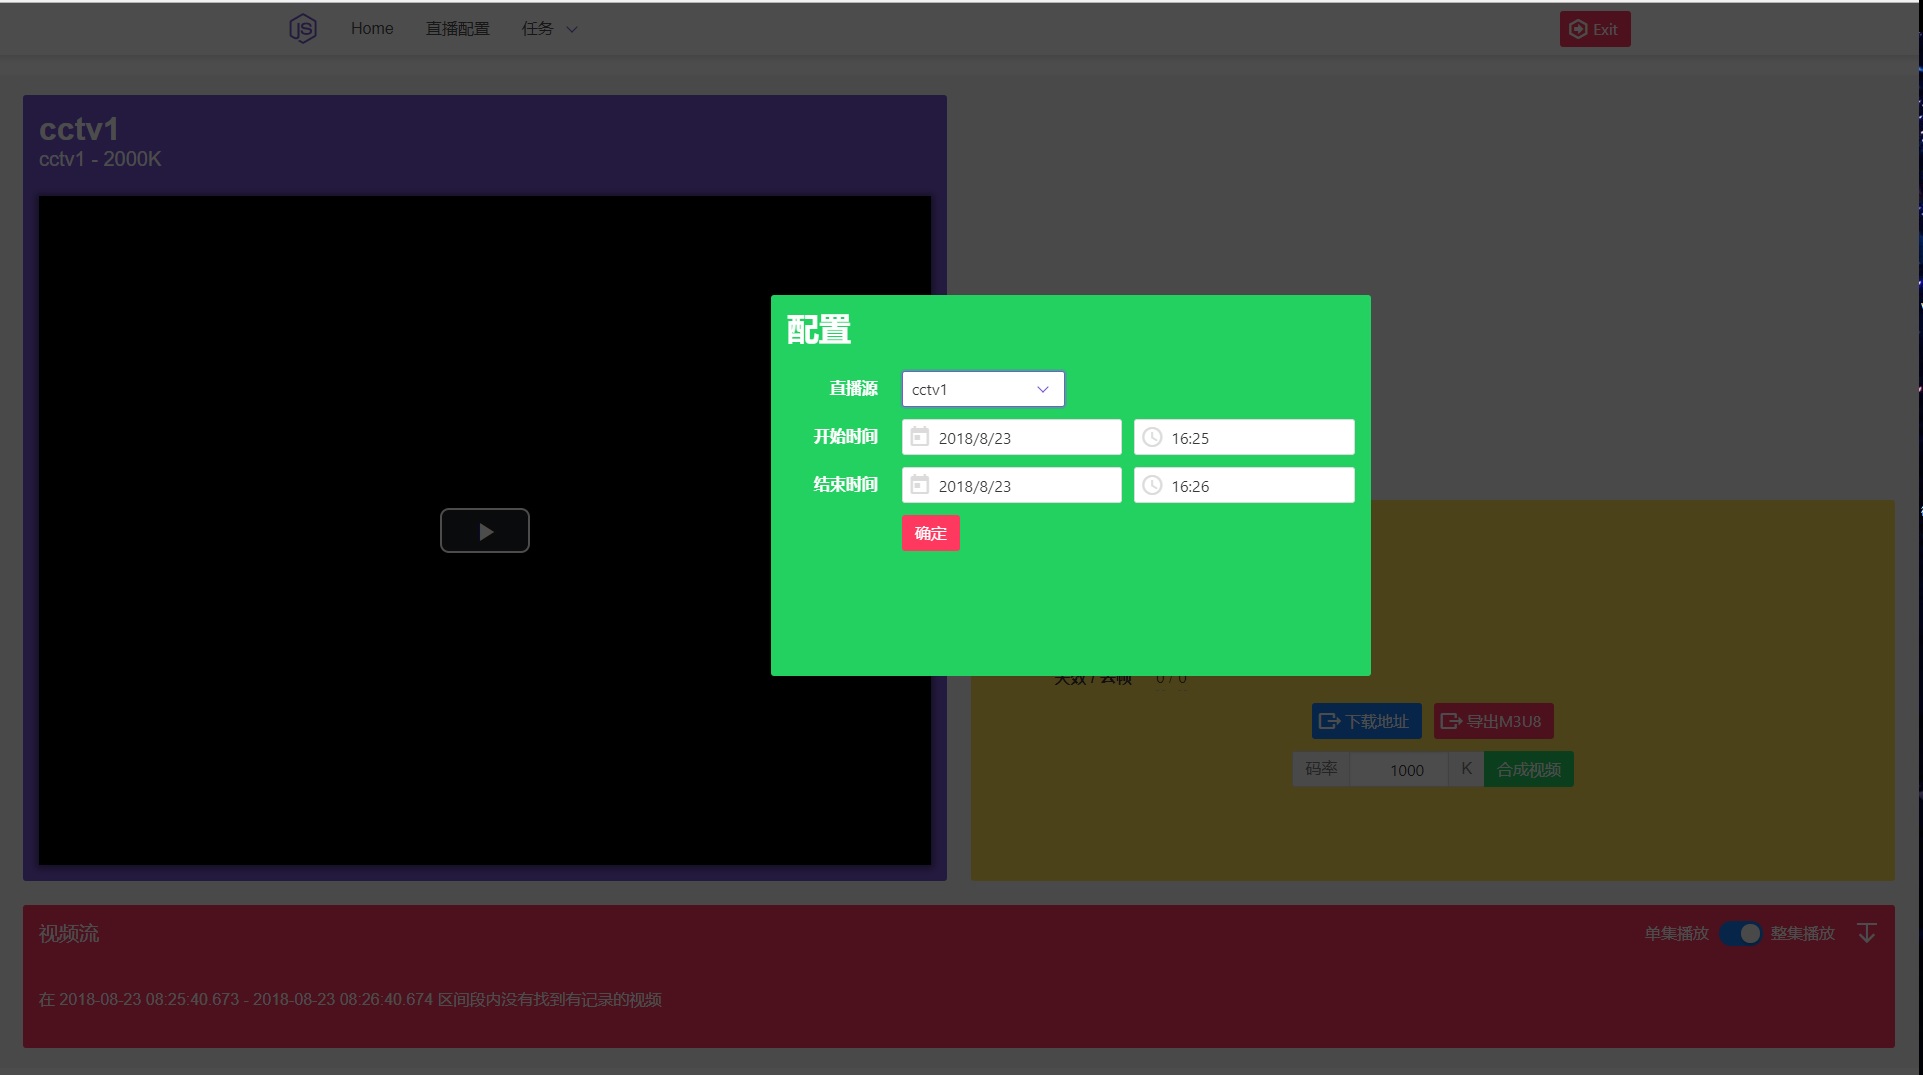 JS Home 直播配置 任务 Exit
cctv1
cctv1 - 2000K
配置
直播源 cctv1
开始时间 2018/8/23 16:25
结束时间 2018/8/23 16:26
确定
0 / 0
下载地址 导出M3U8
码率 1000 K 合成视频
视频流 单集播放 整集播放
在 2018-08-23 08:25:40.673 - 2018-08-23 08:26:40.674 区间段内没有找到有记录的视频